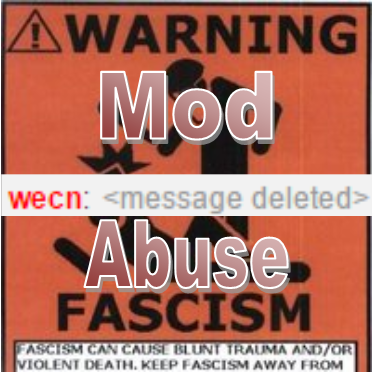 WARNING
Mod
wecn: <message deleted>
Abuse
FASCISM
FASCISM CAN CAUSE BLUNT TRAUMA AND/OR
VIOLENT DEATH. KEEP FASCISM AWAY FROM